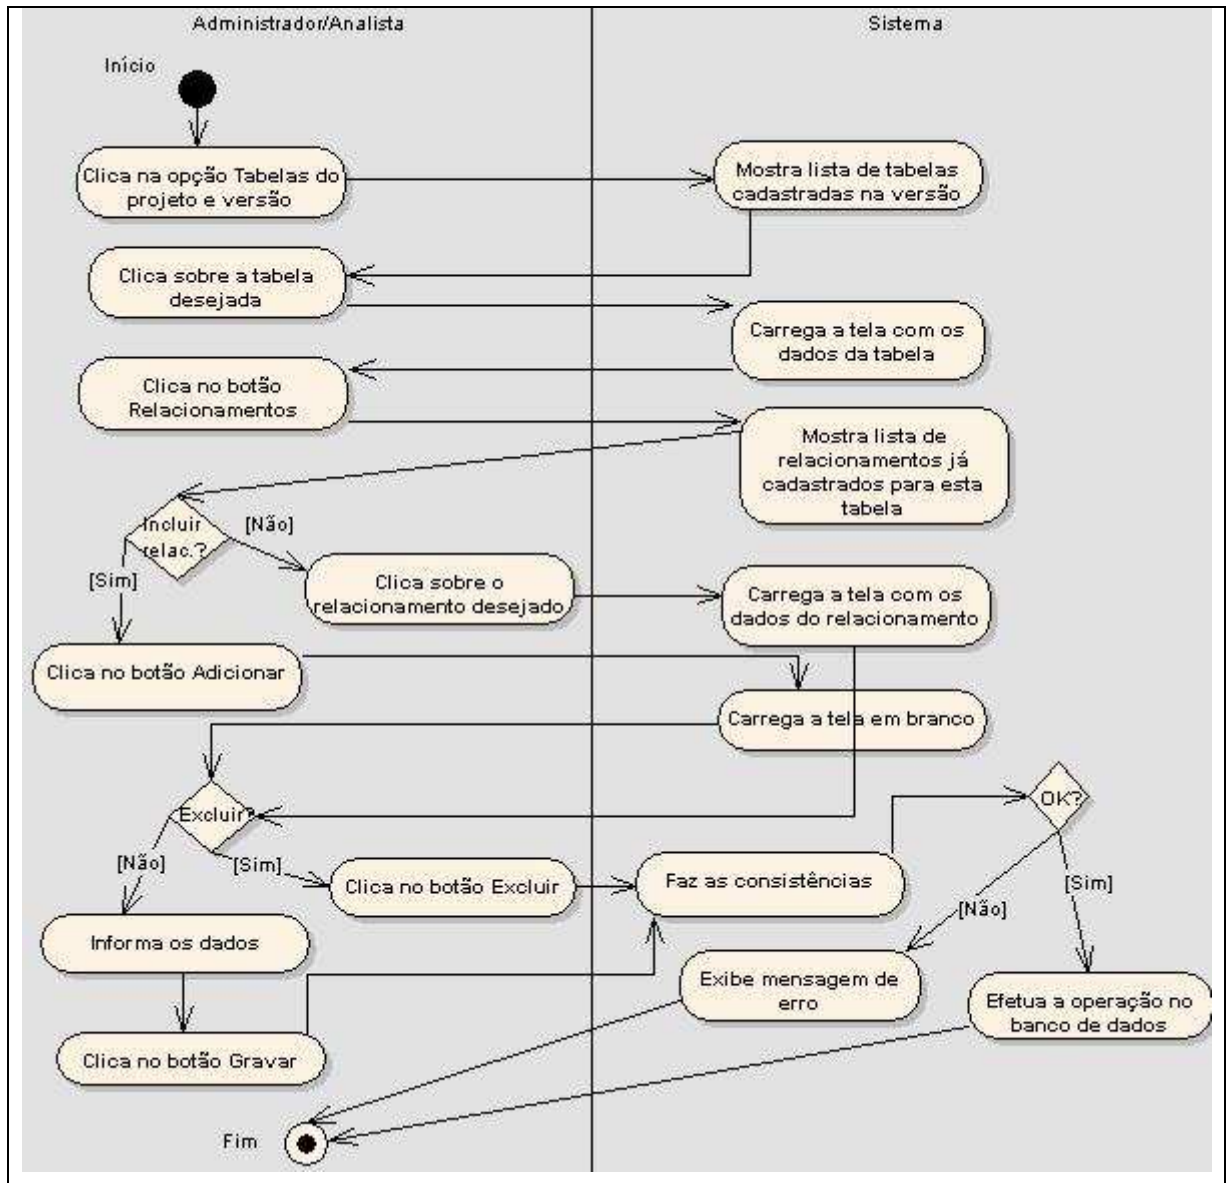 Administrador/Analista
Sistema
Início
Clica na opção Tabelas do
projeto e versão
Mostra lista de tabelas
cadastradas na versão
Clica sobre a tabela
desejada
Carrega a tela com os
dados da tabela
Clica no botão
Relacionamentos
Mostra lista de
relacionamentos já
cadastrados para esta
tabela
Incluir
relac.?
[Não]
[Sim]
Clica sobre o
relacionamento desejado
Carrega a tela com os
dados do relacionamento
Clica no botão Adicionar
Carrega a tela em branco
Excluir?
OK?
[Não]
[Sim]
Clica no botão Excluir
Faz as consistências
[Sim]
[Não]
Informa os dados
Exibe mensagem de
erro
Efetua a operação no
banco de dados
Clica no botão Gravar
Fim